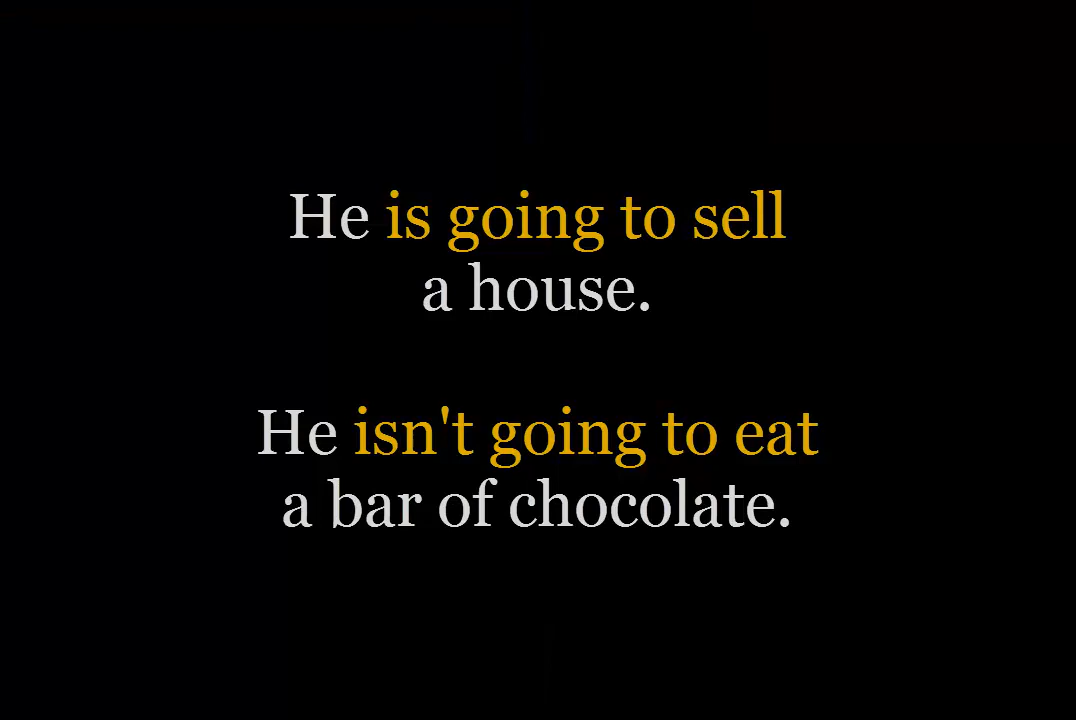 He is going to sell
a house.
He isn't going to eat
a bar of chocolate.